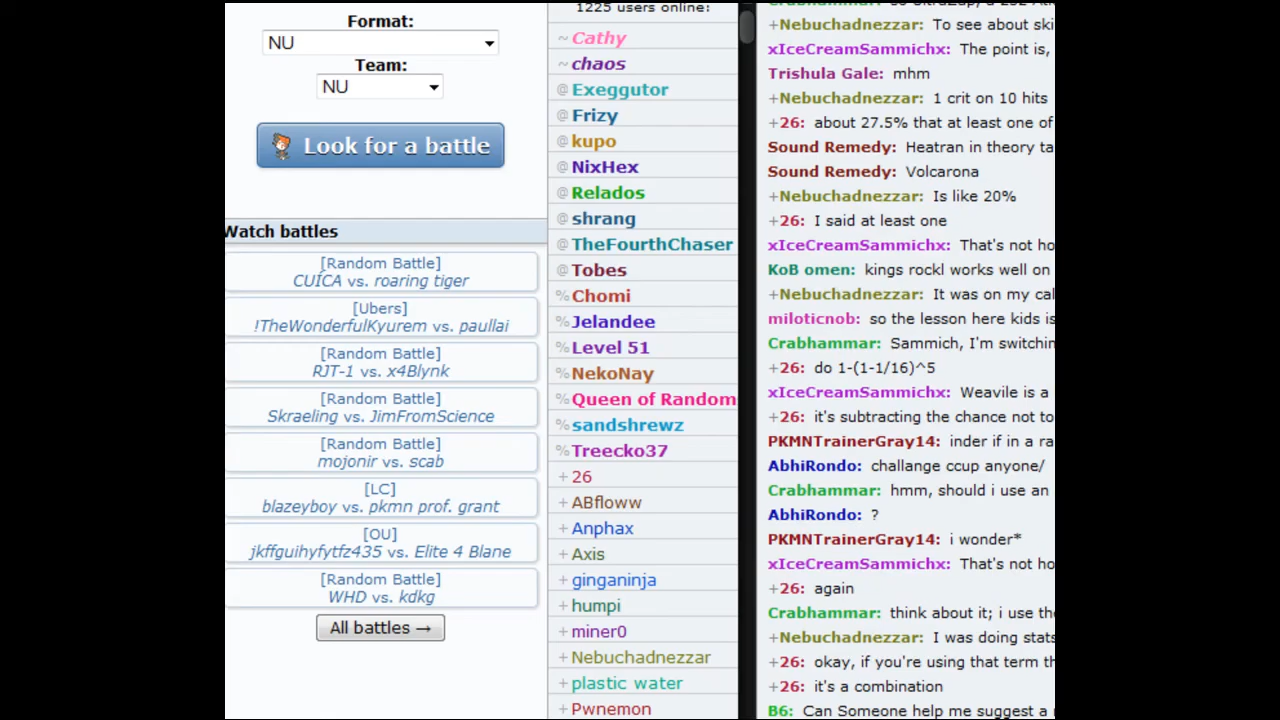 Format:
NU
Team:
NU
Look for a battle
Watch battles
[Random Battle]
CUÍCA vs. roaring tiger
[Ubers]
!TheWonderfulKyurem vs. paullai
[Random Battle]
RJT-1 vs. x4Blynk
[Random Battle]
Skraeling vs. JimFromScience
[Random Battle]
mojonir vs. scab
[LC]
blazeyboy vs. pkmn prof. grant
[OU]
jkffguihyfytfz435 vs. Elite 4 Blane
[Random Battle]
WHD vs. kdkg
All battles →
1225 users online:
~ Cathy
~ chaos
@ Exeggutor
@ Frizy
@ kupo
@ NixHex
@ Relados
@ shrang
@ TheFourthChaser
@ Tobes
% Chomi
% Jelandee
% Level 51
% NekoNay
% Queen of Random
% sandshrewz
% Treecko37
+ 26
+ ABfloww
+ Anphax
+ Axis
+ ginganinja
+ humpi
+ miner0
+ Nebuchadnezzar
+ plastic water
+ Pwnemon
+Nebuchadnezzar: To see about ski
xIceCreamSammichx: The point is,
Trishula Gale: mhm
+Nebuchadnezzar: 1 crit on 10 hits
+26: about 27.5% that at least one of
Sound Remedy: Heatran in theory ta
Sound Remedy: Volcarona
+Nebuchadnezzar: Is like 20%
+26: I said at least one
xIceCreamSammichx: That's not ho
KoB omen: kings rockl works well on
+Nebuchadnezzar: It was on my cal
miloticnob: so the lesson here kids is
Crabhammar: Sammich, I'm switchin
+26: do 1-(1-1/16)^5
xIceCreamSammichx: Weavile is a
+26: it's subtracting the chance not to
PKMNTrainerGray14: inder if in a ra
AbhiRondo: challange ccup anyone/
Crabhammar: hmm, should i use an
AbhiRondo: ?
PKMNTrainerGray14: i wonder*
xIceCreamSammichx: That's not ho
+26: again
Crabhammar: think about it; i use the
+Nebuchadnezzar: I was doing stats
+26: okay, if you're using that term th
+26: it's a combination
B6: Can Someone help me suggest a